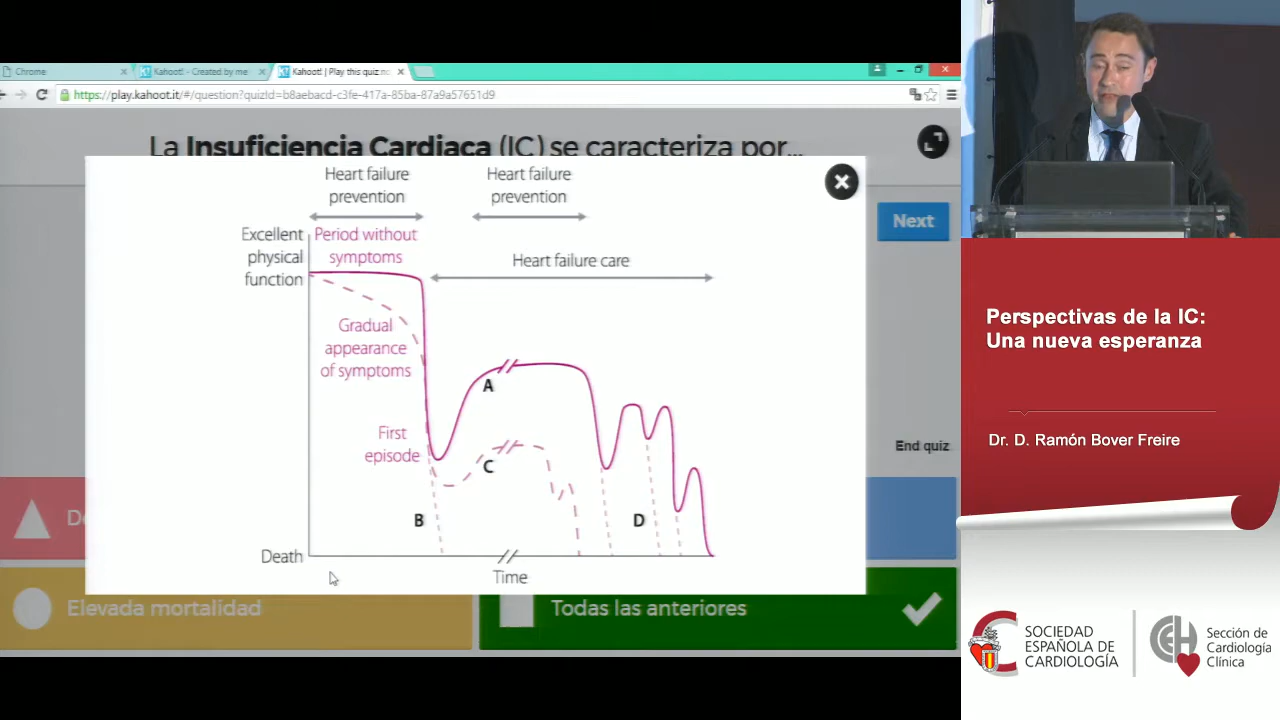 Chrome
Kahoot! - Created by me
Kahoot! | Play this quiz no
https://play.kahoot.it/#/question?quizId=b8aebacd-c3fe-417a-85ba-87a9a57651d9
La Insuficiencia Cardiaca (IC) se caracteriza por...
Heart failure
prevention
Heart failure
prevention
Next
Excellent
physical
function
Period without
symptoms
Heart failure care
Gradual
appearance
of symptoms
A
First
episode
C
End quiz
B
D
Death
Time
Elevada mortalidad
Todas las anteriores
Perspectivas de la IC:
Una nueva esperanza
Dr. D. Ramón Bover Freire
SOCIEDAD
ESPAÑOLA DE
CARDIOLOGÍA
Sección de
Cardiología
Clínica